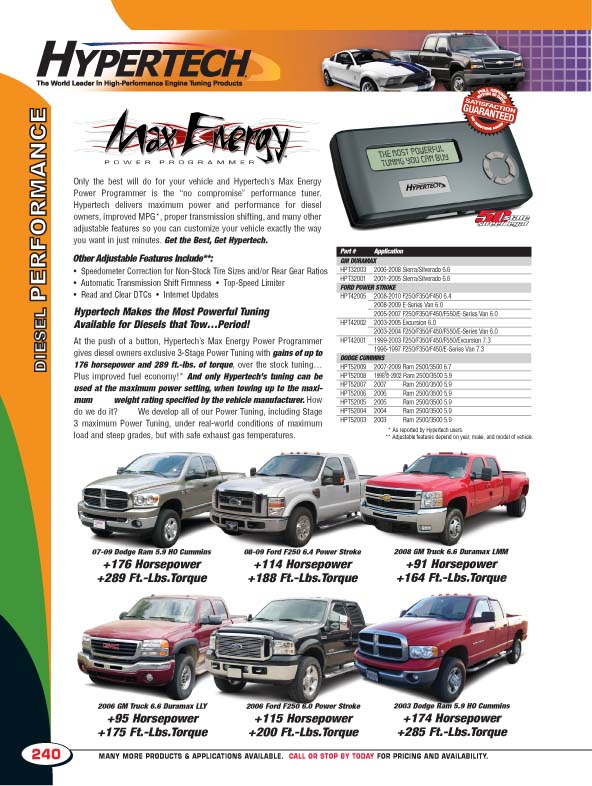 HYPERTECH
The World Leader In High-Performance Engine Tuning Products
DIESEL PERFORMANCE
Max Energy
POWER PROGRAMMER
SATISFACTION
GUARANTEED
THE MOST POWERFUL
TUNING YOU CAN BUY
HYPERTECH
50 state
street legal
Only the best will do for your vehicle and Hypertech's Max Energy
Power Programmer is the "no compromise" performance tuner.
Hypertech delivers maximum power and performance for diesel
owners, improved MPG*, proper transmission shifting, and many other
adjustable features so you can customize your vehicle exactly the way
you want in just minutes. Get the Best, Get Hypertech.
Other Adjustable Features Include**:
• Speedometer Correction for Non-Stock Tire Sizes and/or Rear Gear Ratios
• Automatic Transmission Shift Firmness • Top-Speed Limiter
• Read and Clear DTCs • Internet Updates
Hypertech Makes the Most Powerful Tuning
Available for Diesels that Tow...Period!
At the push of a button, Hypertech's Max Energy Power Programmer
gives diesel owners exclusive 3-Stage Power Tuning with gains of up to
176 horsepower and 289 ft.-lbs. of torque, over the stock tuning...
Plus improved fuel economy!* And only Hypertech's tuning can be
used at the maximum power setting, when towing up to the maxi-
mum weight rating specified by the vehicle manufacturer. How
do we do it? We develop all of our Power Tuning, including Stage
3 maximum Power Tuning, under real-world conditions of maximum
load and steep grades, but with safe exhaust gas temperatures.
Part # Application
GM DURAMAX
HPT32003 2006-2008 Sierra/Silverado 6.6
HPT32001 2001-2005 Sierra/Silverado 6.6
FORD POWER STROKE
HPT42005 2008-2010 F250/F350/F450 6.4
2008-2009 E-Series Van 6.0
2005-2007 F250/F350/F450/F550/E-Series Van 6.0
HPT42002 2003-2005 Excursion 6.0
2003-2004 F250/F350/F450/F550/E-Series Van 6.0
HPT42001 1999-2003 F250/F350/F450/F550/Excursion 7.3
1996-1997 F250/F350/F450/E-Series Van 7.3
DODGE CUMMINS
HPT52009 2007-2009 Ram 2500/3500 6.7
HPT52008 2002 Ram 2500/3500 5.9
HPT52007 2007 Ram 2500/3500 5.9
HPT52006 2006 Ram 2500/3500 5.9
HPT52005 2005 Ram 2500/3500 5.9
HPT52004 2004 Ram 2500/3500 5.9
HPT52003 2003 Ram 2500/3500 5.9
* As reported by Hypertech users.
** Adjustable features depend on year, make, and model of vehicle.
07-09 Dodge Ram 5.9 HO Cummins
+176 Horsepower
+289 Ft.-Lbs.Torque
08-09 Ford F250 6.4 Power Stroke
+114 Horsepower
+188 Ft.-Lbs.Torque
2008 GM Truck 6.6 Duramax LMM
+91 Horsepower
+164 Ft.-Lbs.Torque
2006 GM Truck 6.6 Duramax LLY
+95 Horsepower
+175 Ft.-Lbs.Torque
2006 Ford F250 6.0 Power Stroke
+115 Horsepower
+200 Ft.-Lbs.Torque
2003 Dodge Ram 5.9 HO Cummins
+174 Horsepower
+285 Ft.-Lbs.Torque
240
MANY MORE PRODUCTS & APPLICATIONS AVAILABLE. CALL OR STOP BY TODAY FOR PRICING AND AVAILABILITY.